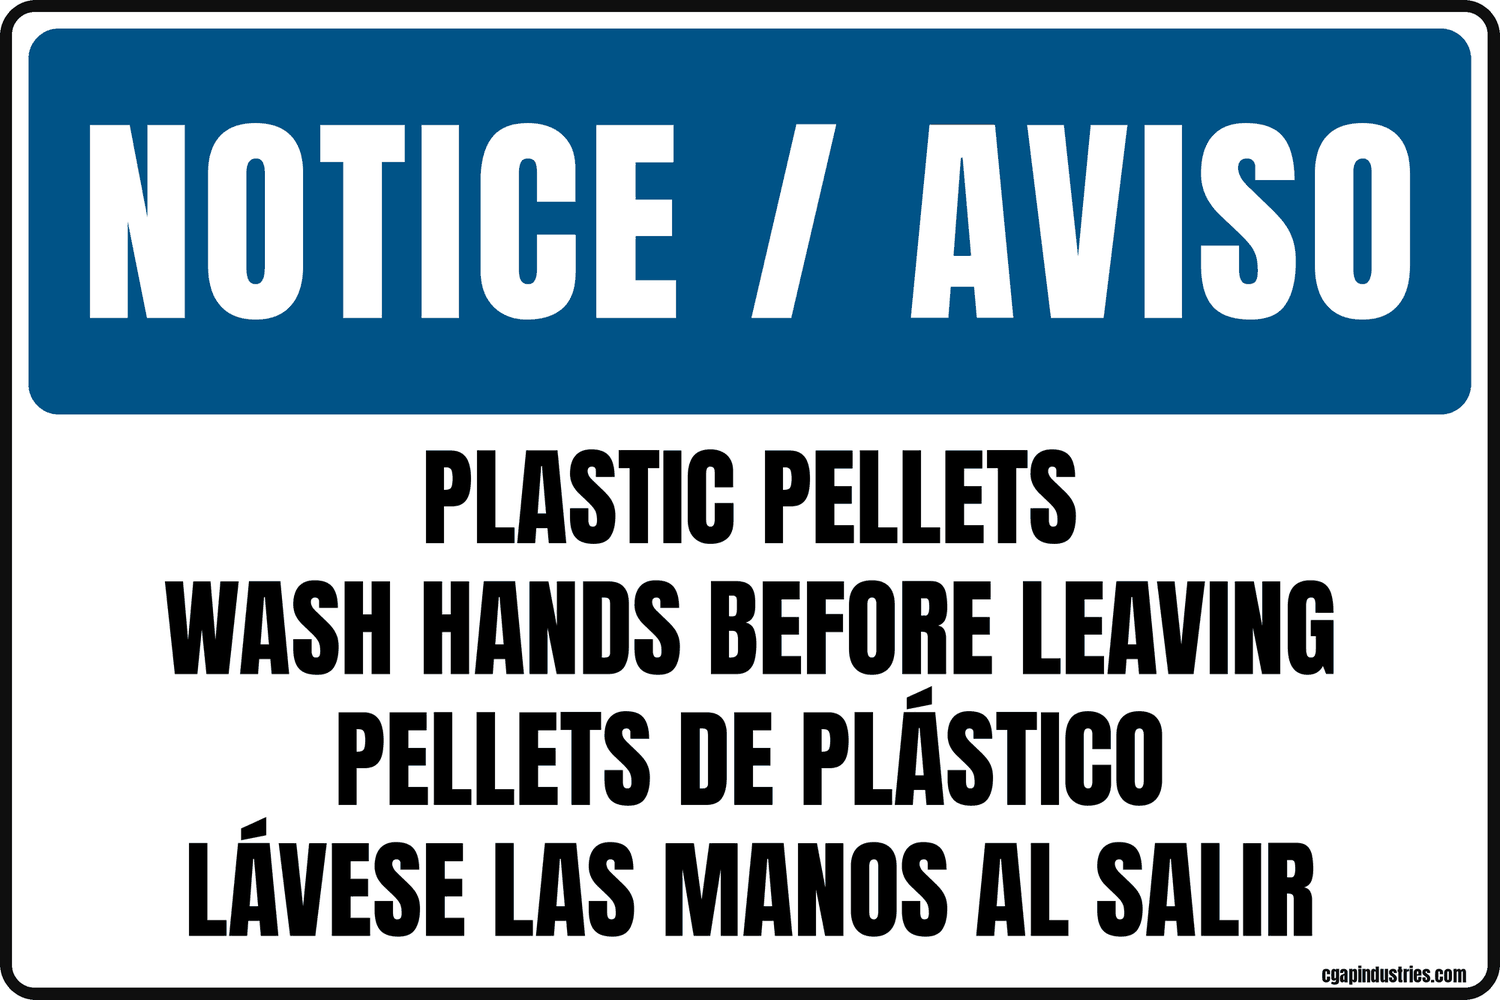 NOTICE / AVISO
PLASTIC PELLETS
WASH HANDS BEFORE LEAVING
PELLETS DE PLÁSTICO
LÁVESE LAS MANOS AL SALIR
cgapindustries.com